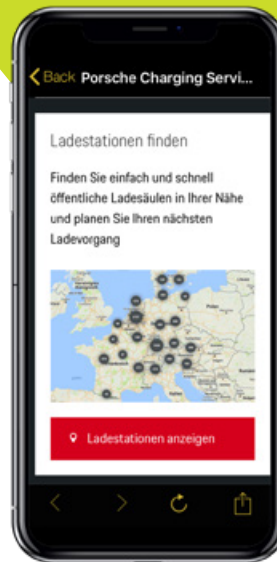 Back Porsche Charging Servi...
Ladestationen finden
Finden Sie einfach und schnell
öffentliche Ladesäulen in Ihrer Nähe
und planen Sie Ihren nächsten
Ladevorgang
Polen
Ladestationen anzeigen